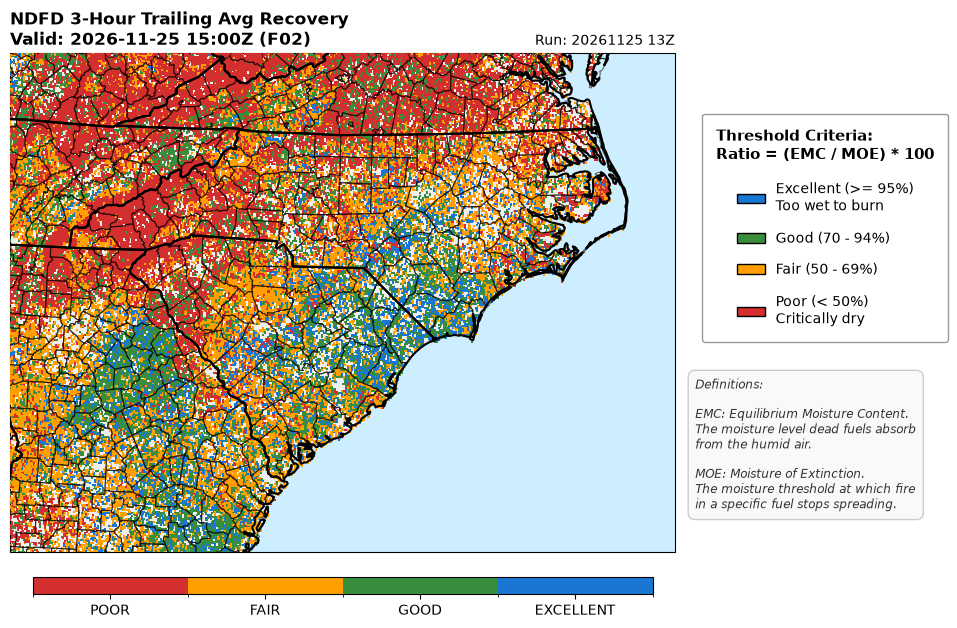 NDFD 3-Hour Trailing Avg Recovery
Valid: 2026-11-25 15:00Z (F02)
Run: 20261125 13Z
Threshold Criteria:
Ratio = (EMC / MOE) * 100
Excellent (>= 95%)
Too wet to burn
Good (70 - 94%)
Fair (50 - 69%)
Poor (< 50%)
Critically dry
Definitions:
EMC: Equilibrium Moisture Content.
The moisture level dead fuels absorb
from the humid air.
MOE: Moisture of Extinction.
The moisture threshold at which fire
in a specific fuel stops spreading.
POOR
FAIR
GOOD
EXCELLENT